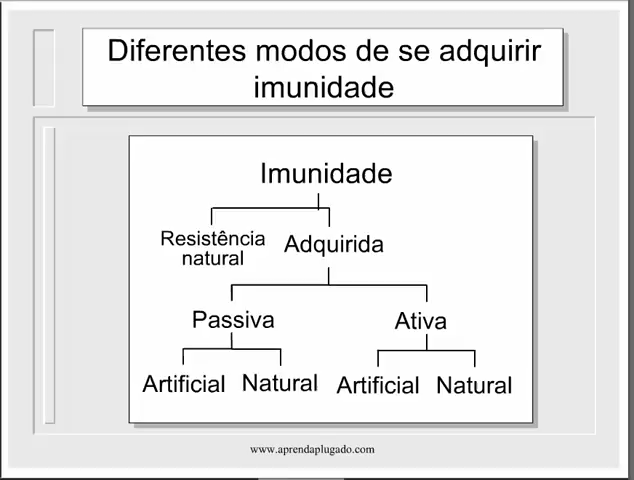 Diferentes modos de se adquirir
imunidade
Imunidade
Resistência
natural
Adquirida
Passiva
Ativa
Artificial
Natural
Artificial
Natural
www.aprendaplugado.com